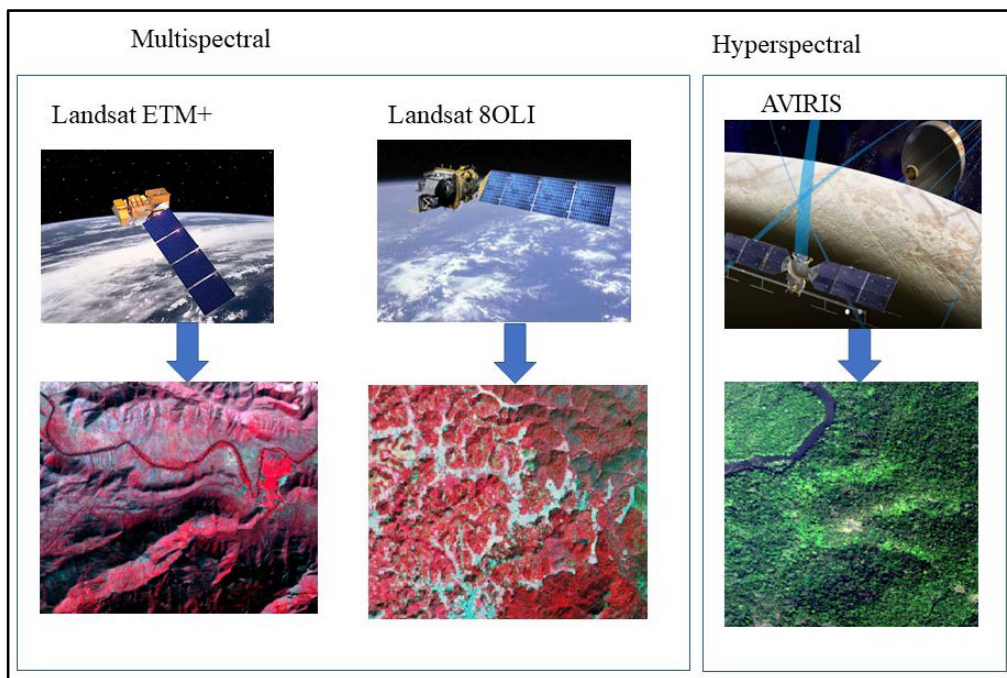 Multispectral
Hyperspectral
Landsat ETM+
Landsat 8OLI
AVIRIS